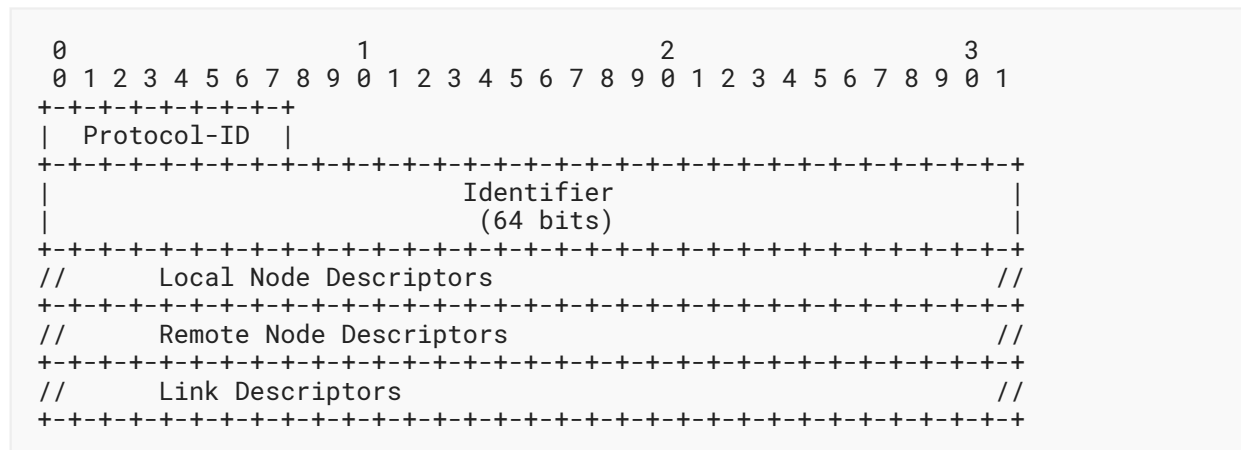 0                   1                   2                   3
 0 1 2 3 4 5 6 7 8 9 0 1 2 3 4 5 6 7 8 9 0 1 2 3 4 5 6 7 8 9 0 1
+-+-+-+-+-+-+-+-+
|  Protocol-ID  |
+-+-+-+-+-+-+-+-+-+-+-+-+-+-+-+-+-+-+-+-+-+-+-+-+-+-+-+-+-+-+-+-+
|                           Identifier                          |
|                            (64 bits)                          |
+-+-+-+-+-+-+-+-+-+-+-+-+-+-+-+-+-+-+-+-+-+-+-+-+-+-+-+-+-+-+-+-+
//      Local Node Descriptors                                 //
+-+-+-+-+-+-+-+-+-+-+-+-+-+-+-+-+-+-+-+-+-+-+-+-+-+-+-+-+-+-+-+-+
//      Remote Node Descriptors                                //
+-+-+-+-+-+-+-+-+-+-+-+-+-+-+-+-+-+-+-+-+-+-+-+-+-+-+-+-+-+-+-+-+
//      Link Descriptors                                       //
+-+-+-+-+-+-+-+-+-+-+-+-+-+-+-+-+-+-+-+-+-+-+-+-+-+-+-+-+-+-+-+-+